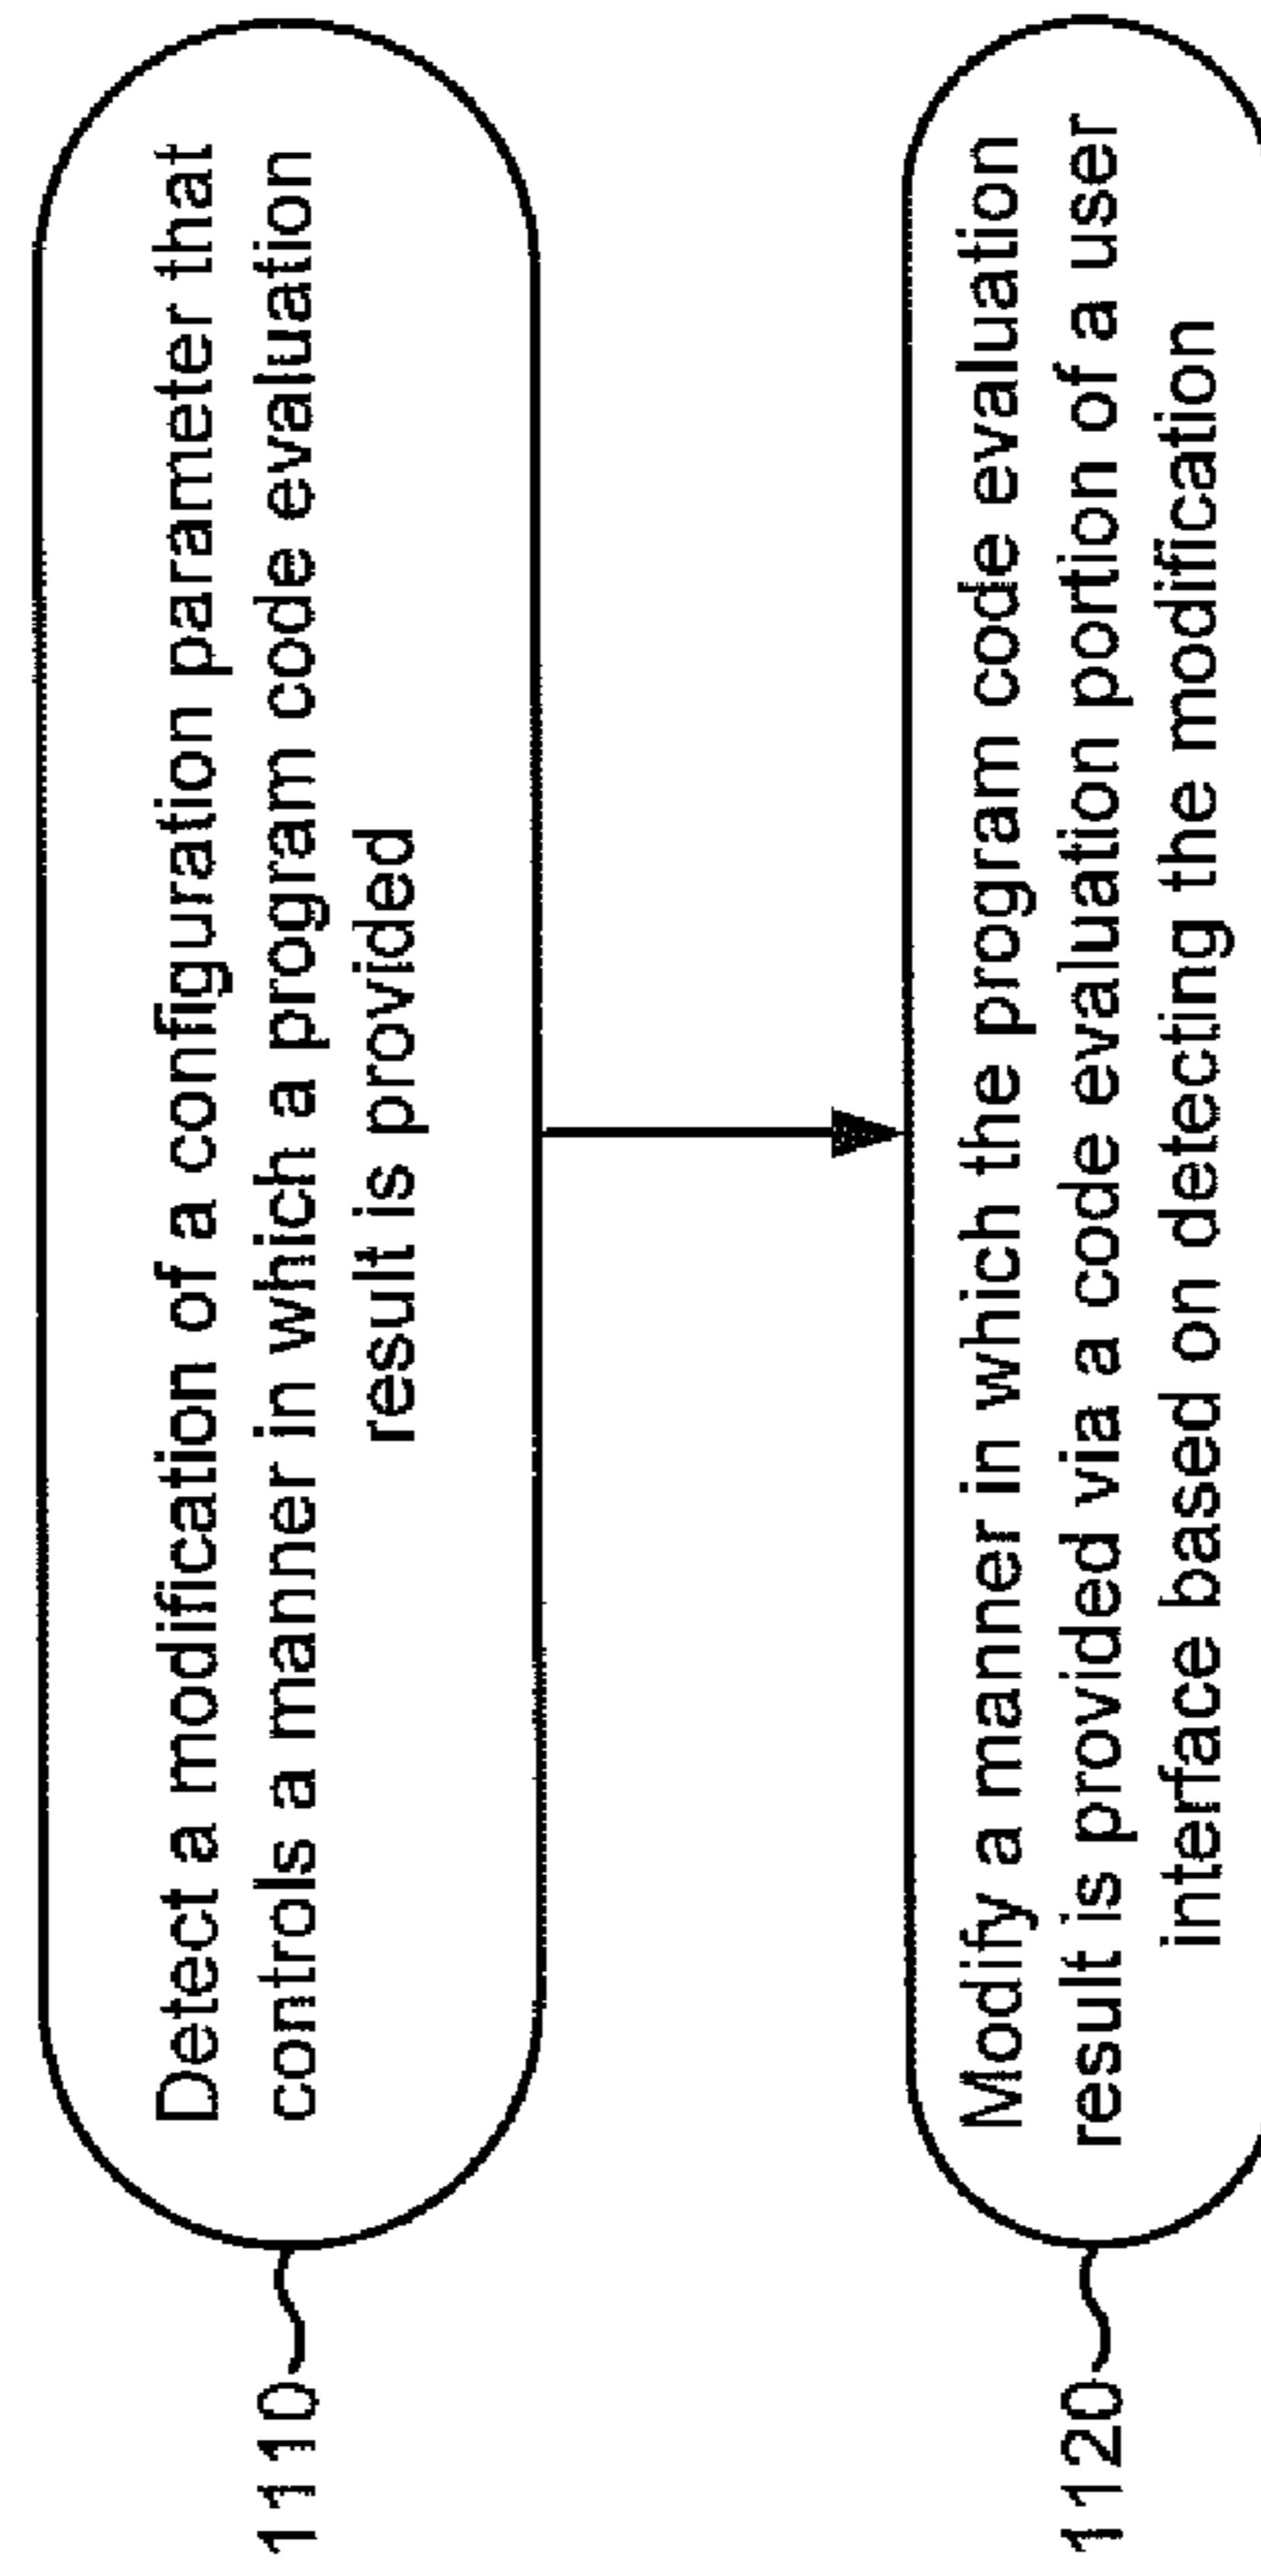 1110
Detect a modification of a configuration parameter that
controls a manner in which a program code evaluation
result is provided
1120
Modify a manner in which the program code evaluation
result is provided via a code evaluation portion of a user
interface based on detecting the modification